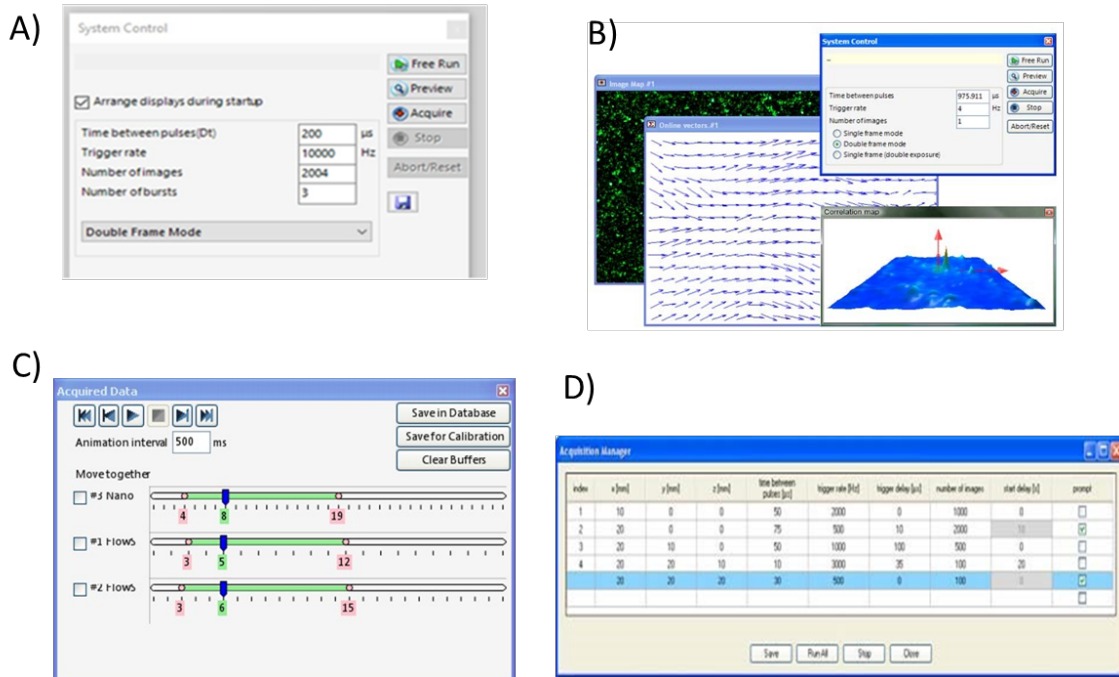 A)
System Control
Free Run
Arrange displays during startup
Preview
Acquire
Time between pulses(Dt) 200 µs
Stop
Trigger rate 10000 Hz
Abort/Reset
Number of images 2004
Number of bursts 3
Double Frame Mode
B)
Image Map #1
Online vectors #1
System Control
Free Run
Preview
Time between pulses 975.911 µs
Acquire
Trigger rate 4 Hz
Stop
Number of images 1
Single frame mode
Abort/Reset
Double frame mode
Single frame (double exposure)
Correlation map
C)
Acquired Data
Save in Database
Animation interval 500 ms
Save for Calibration
Clear Buffers
Move together
#3 Nano
4 8 19
#1 FlowS
3 5 12
#2 FlowS
3 6 15
D)
Acquisition Manager
index x [mm] y [mm] z [mm] time between pulses [µs] trigger rate [Hz] trigger delay [µs] number of images start delay [s] prompt
1 10 0 0 50 2000 0 1000 0
2 20 0 0 75 500 10 2000 10
3 20 10 0 50 1000 100 500 0
4 20 20 10 10 3000 35 100 20
20 20 20 30 500 0 100 0
Save Run All Stop Close